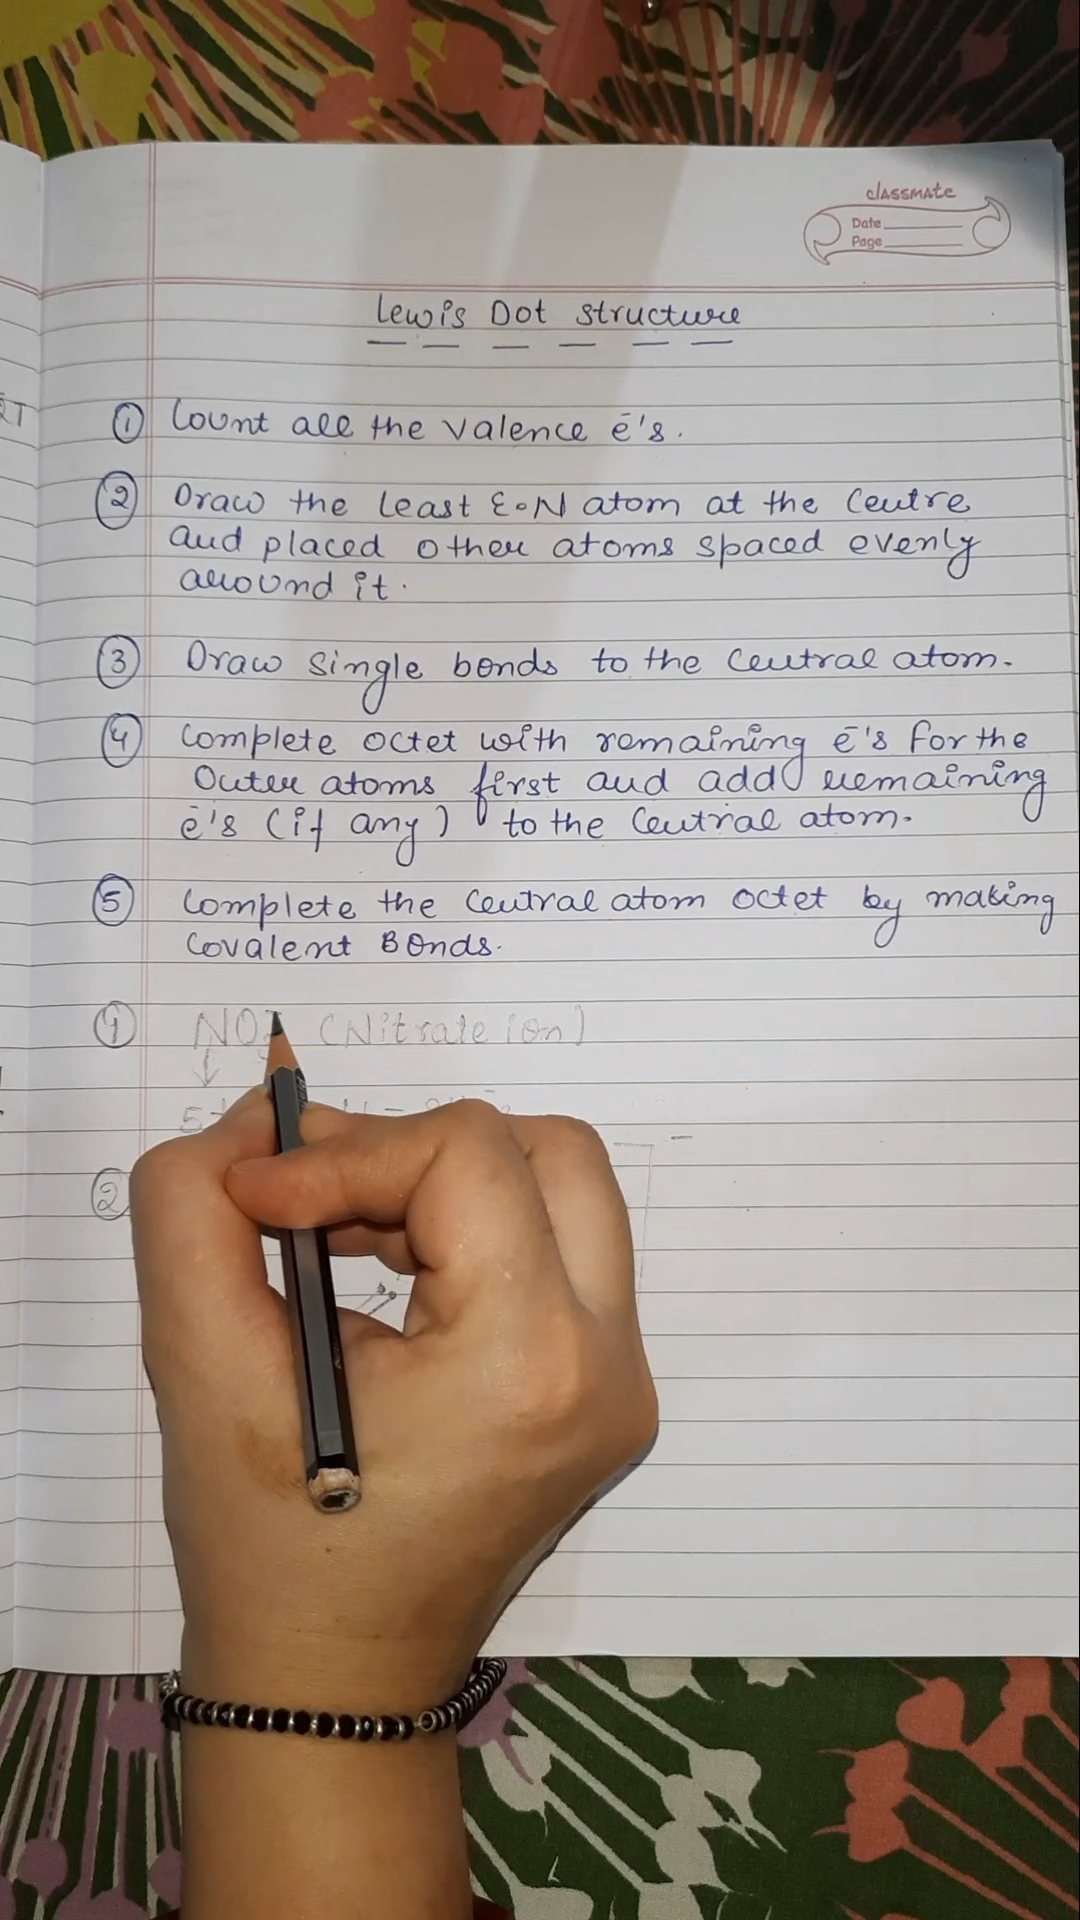 classmate
Date
Page
Lewis Dot structure
① Count all the valence ē's.
② Draw the least E.N atom at the centre
and placed other atoms spaced evenly
around it.
③ Draw single bonds to the central atom.
④ Complete octet with remaining ē's for the
Outer atoms first and add remaining
ē's (if any) to the central atom.
⑤ Complete the central atom octet by making
Covalent Bonds.
① NO (Nitrate Ion)
5+
②